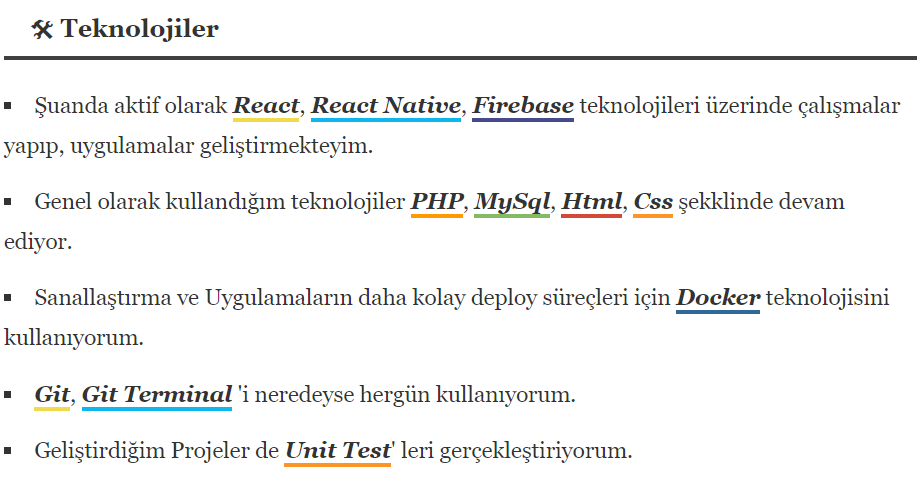 🛠 Teknolojiler
▪ Şuanda aktif olarak React, React Native, Firebase teknolojileri üzerinde çalışmalar
yapıp, uygulamalar geliştirmekteyim.
▪ Genel olarak kullandığım teknolojiler PHP, MySql, Html, Css şekklinde devam
ediyor.
▪ Sanallaştırma ve Uygulamaların daha kolay deploy süreçleri için Docker teknolojisini
kullanıyorum.
▪ Git, Git Terminal 'i neredeyse hergün kullanıyorum.
▪ Geliştirdiğim Projeler de Unit Test' leri gerçekleştiriyorum.